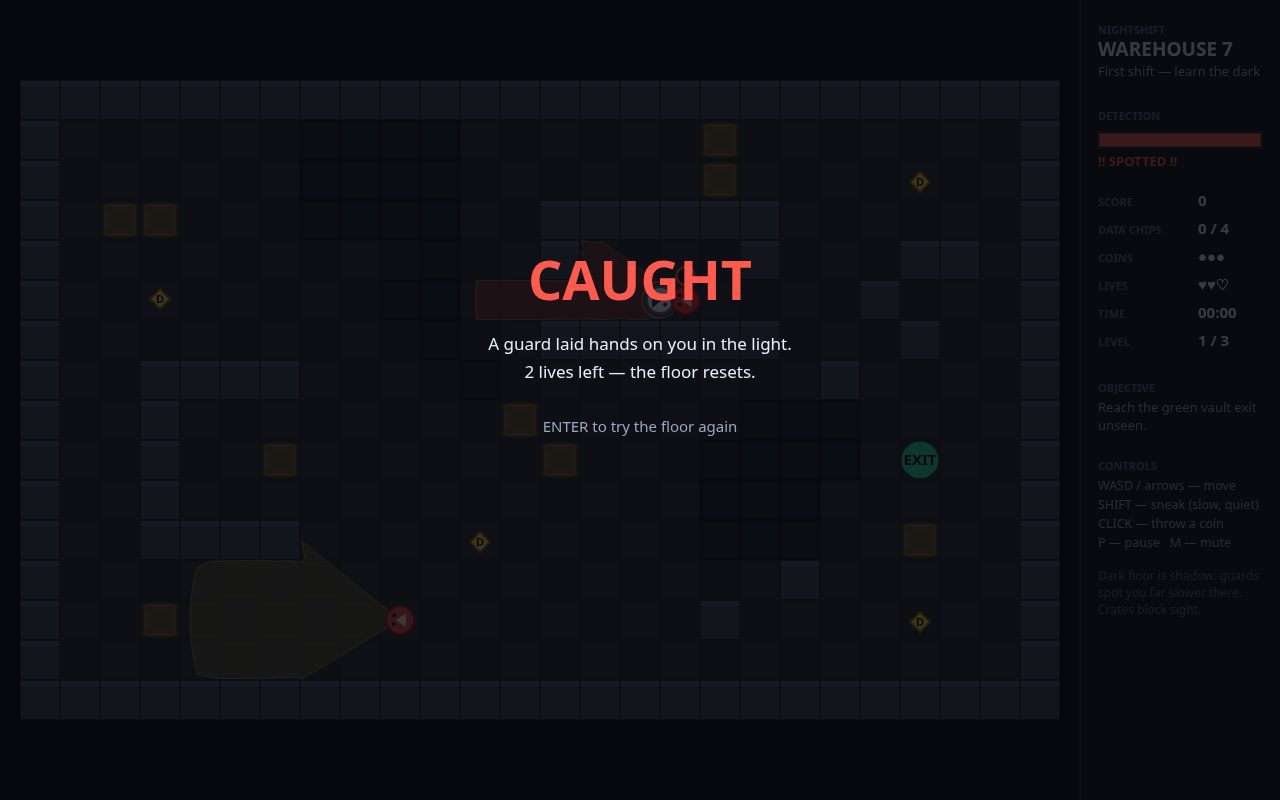 NIGHTSHIFT
WAREHOUSE 7
First shift — learn the dark
DETECTION
!! SPOTTED !!
SCORE 0
DATA CHIPS 0 / 4
COINS ●●●
LIVES ♥♥♡
TIME 00:00
LEVEL 1 / 3
OBJECTIVE
Reach the green vault exit
unseen.
CONTROLS
WASD / arrows — move
SHIFT — sneak (slow, quiet)
CLICK — throw a coin
P — pause M — mute
Dark floor is shadow: guards
spot you far slower there.
Crates block sight.
D
D
CAUGHT
A guard laid hands on you in the light.
2 lives left — the floor resets.
ENTER to try the floor again
EXIT
D
D